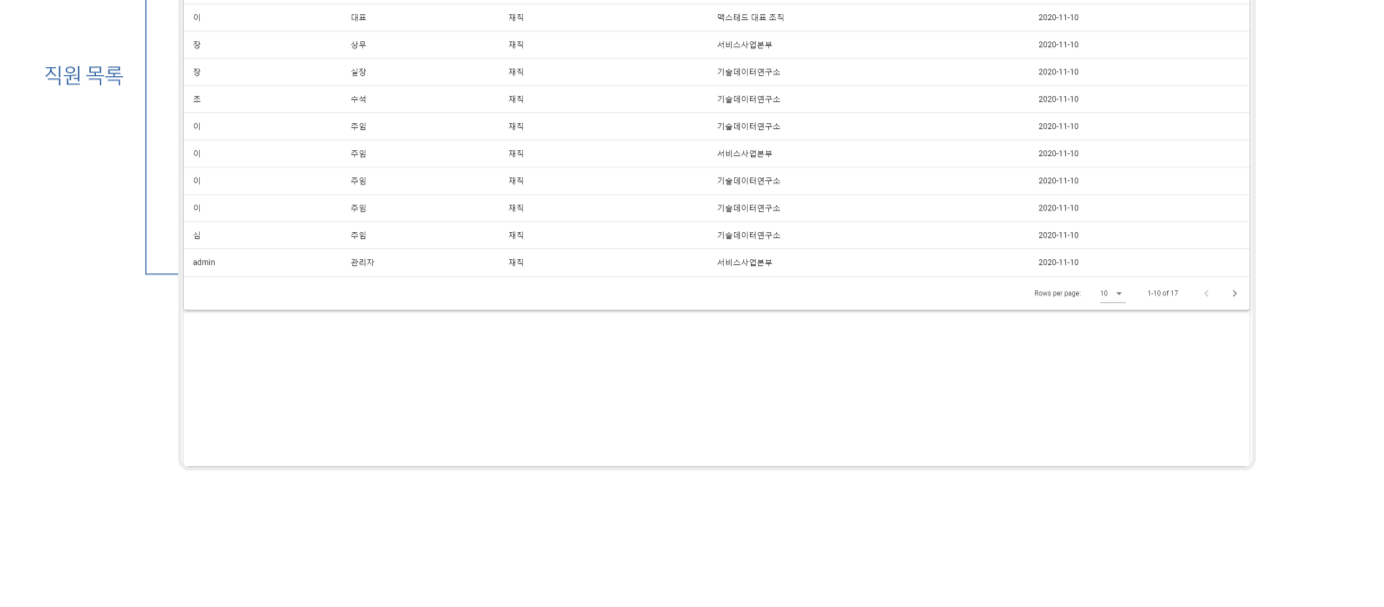 이 대표 재직 맥스테드 대표 조직 2020-11-10
장 상무 재직 서비스사업본부 2020-11-10
직원 목록
장 실장 재직 기술데이터연구소 2020-11-10
조 수석 재직 기술데이터연구소 2020-11-10
이 주임 재직 기술데이터연구소 2020-11-10
이 주임 재직 서비스사업본부 2020-11-10
이 주임 재직 기술데이터연구소 2020-11-10
이 주임 재직 기술데이터연구소 2020-11-10
심 주임 재직 기술데이터연구소 2020-11-10
admin 관리자 재직 서비스사업본부 2020-11-10
Rows per page: 10 1-10 of 17